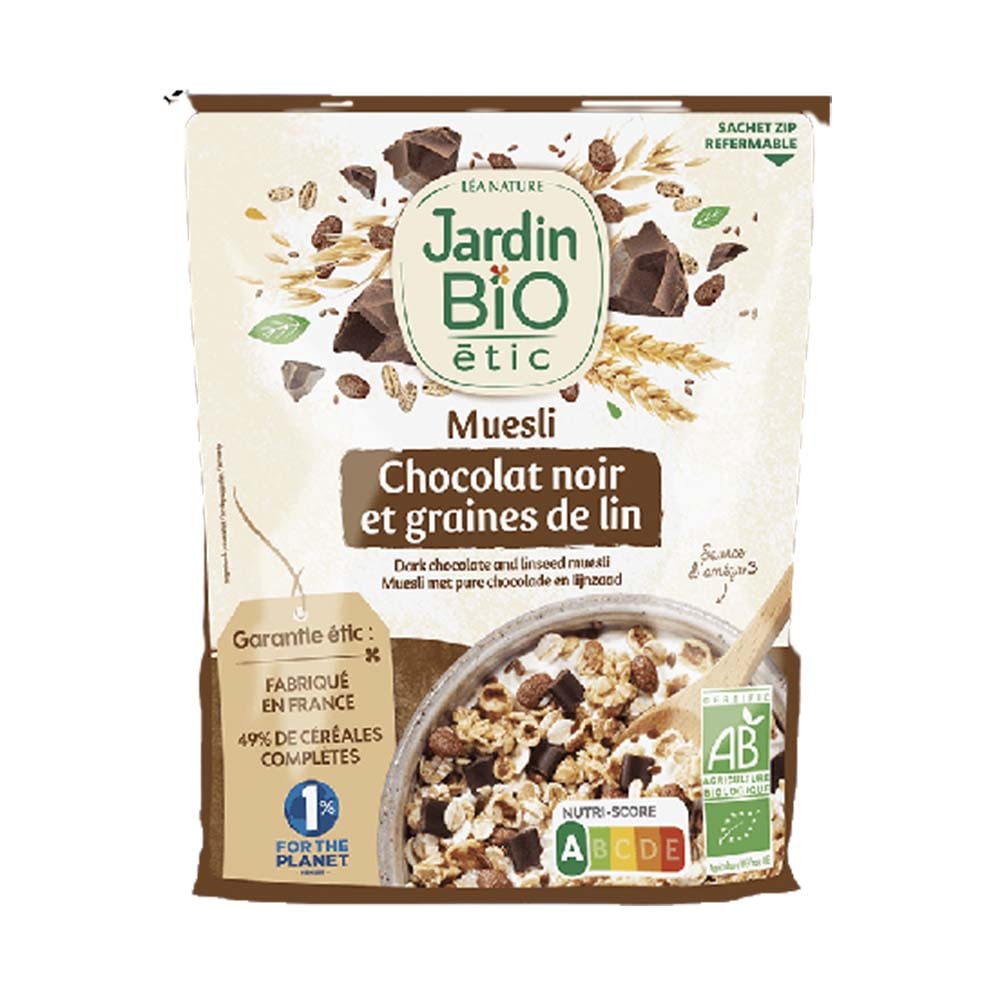 SACHET ZIP
REFERMABLE
LÉA NATURE
Jardin
BiO
étic
Muesli
Chocolat noir
et graines de lin
Dark chocolate and linseed muesli
Muesli met pure chocolade en lijnzaad
Source
d'oméga 3
Garantie étic :
FABRIQUÉ
EN FRANCE
49% DE CÉRÉALES
COMPLÈTES
1%
FOR THE
PLANET
NUTRI-SCORE
A B C D E
CERTIFIÉ
AB
AGRICULTURE
BIOLOGIQUE